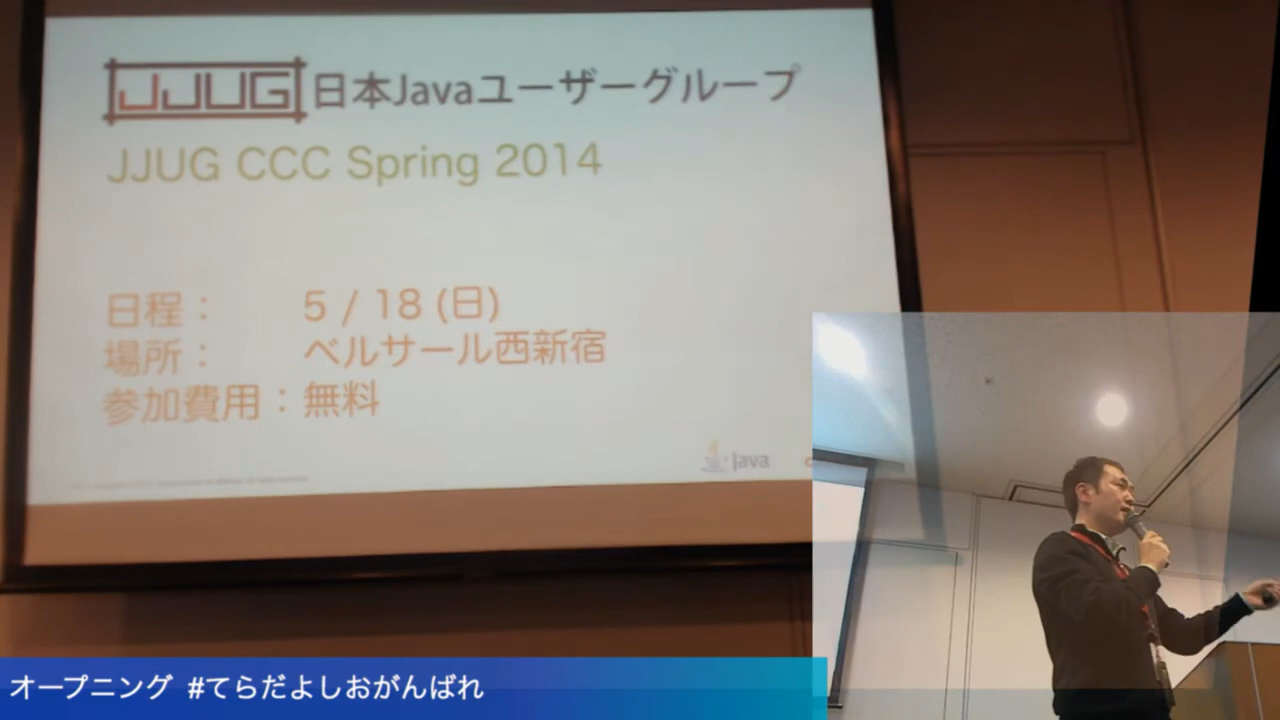 JJUG 日本Javaユーザーグループ
JJUG CCC Spring 2014
日程： 5 / 18 (日)
場所： ベルサール西新宿
参加費用：無料
Java
オープニング #てらだよしおがんばれ